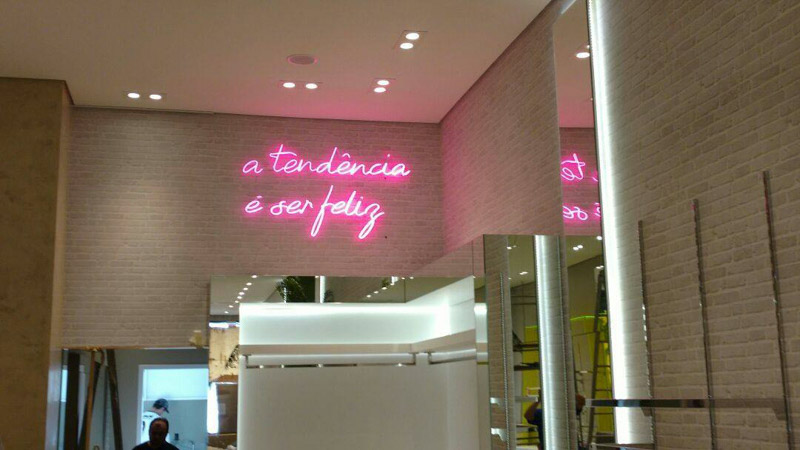 a tendência
é ser feliz